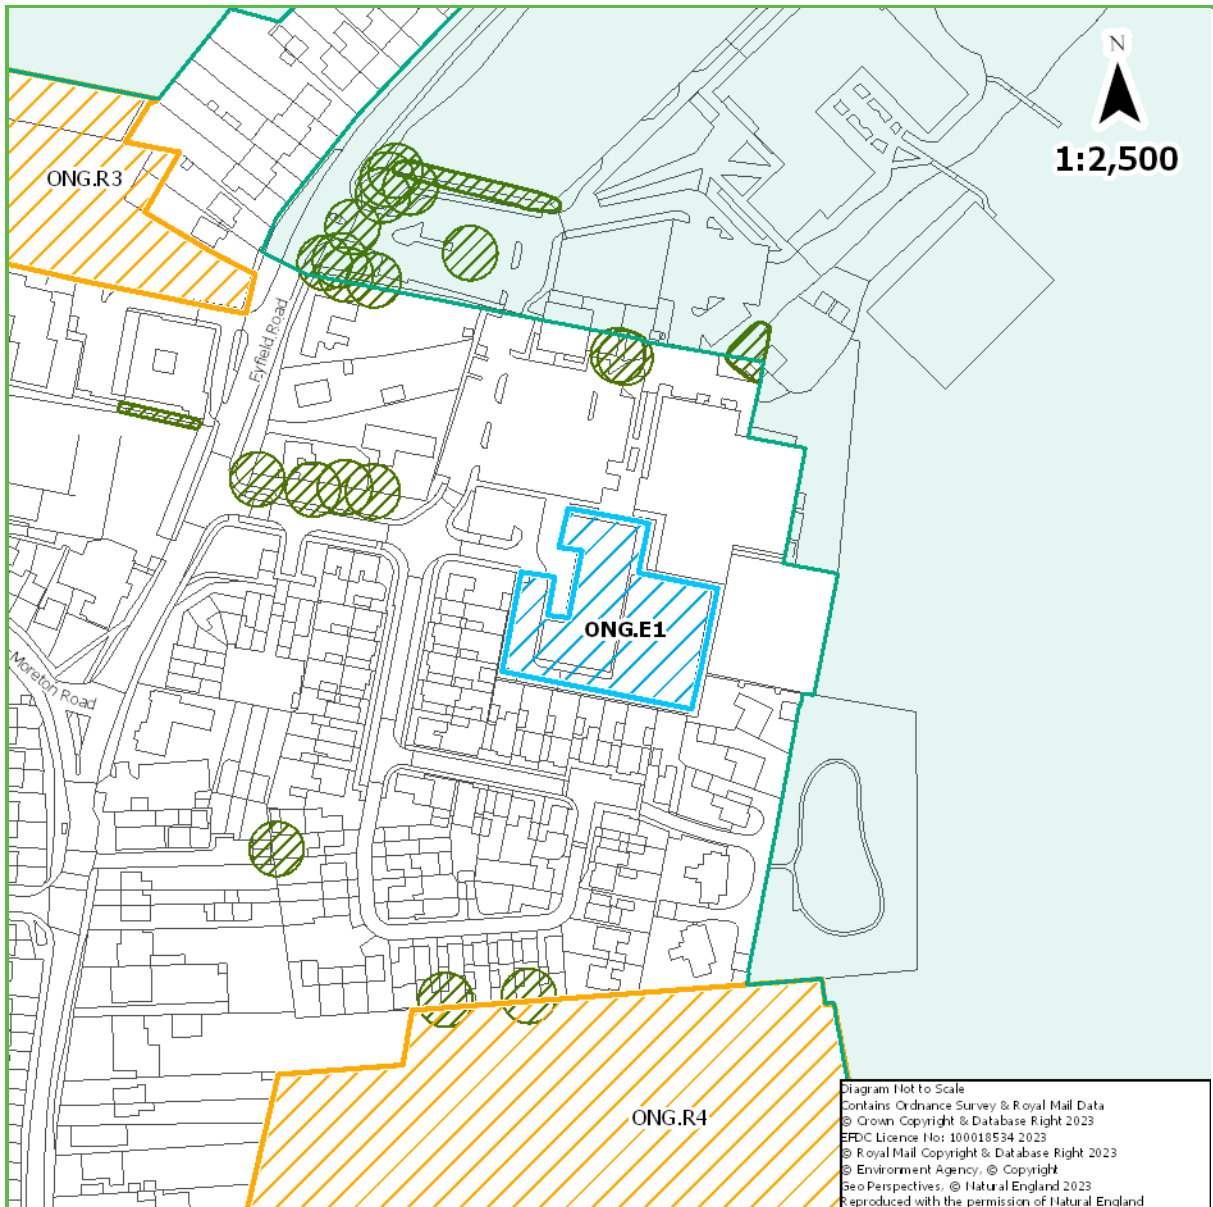 N
1:2,500
ONG.R3
Fyfield Road
ONG.E1
Moreton Road
ONG.R4
Diagram Not to Scale
Contains Ordnance Survey & Royal Mail Data
© Crown Copyright & Database Right 2023
EFDC Licence No: 100018534 2023
© Royal Mail Copyright & Database Right 2023
© Environment Agency, © Copyright
Geo Perspectives, © Natural England 2023
Reproduced with the permission of Natural England